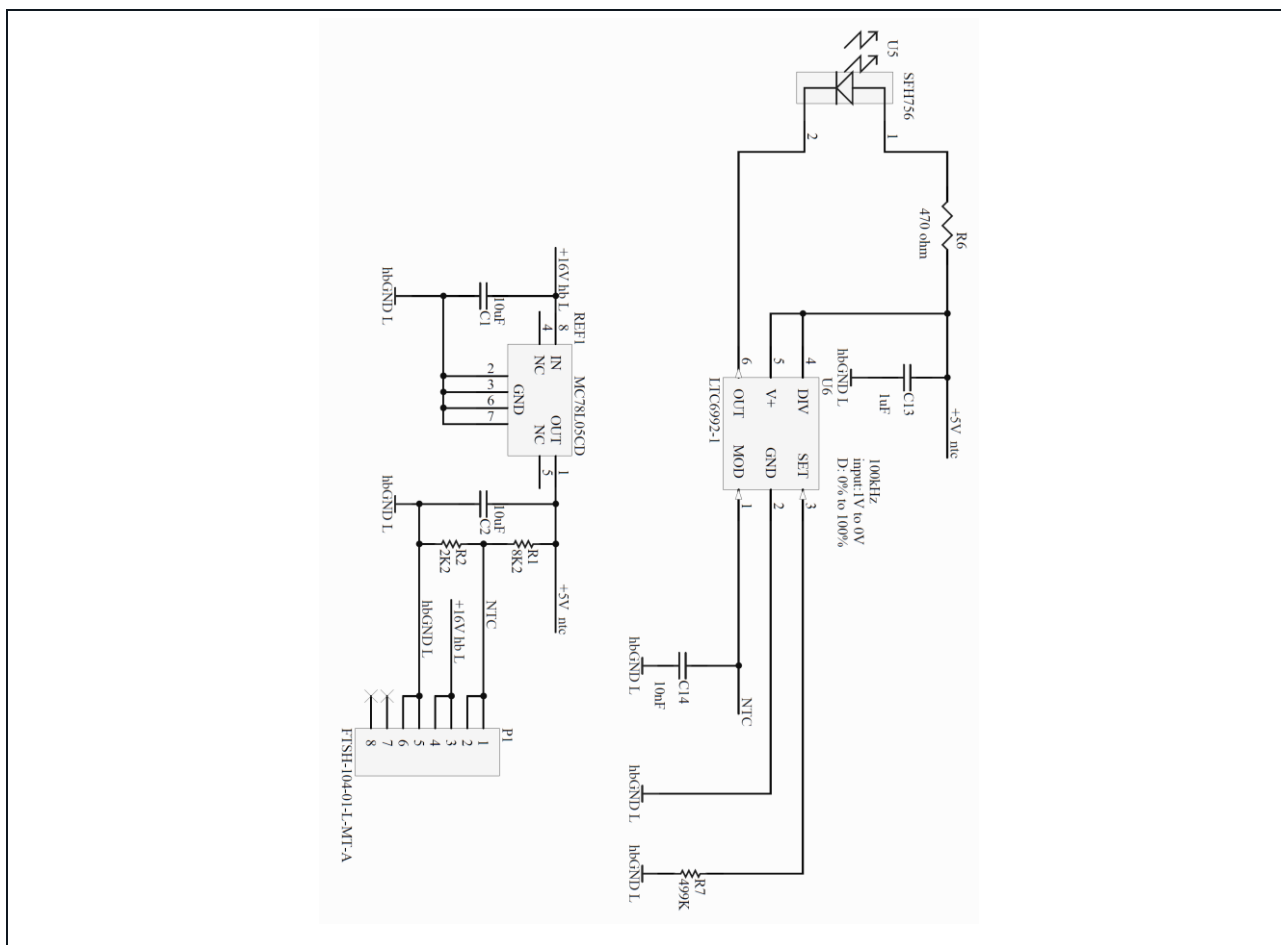 U5
SFH756
2
1
R6
470 ohm
6
5
4
U6
LTC6992-1
OUT
V+
DIV
MOD
GND
SET
1
2
3
hbGND L
C13
1uF
+5V ntc
100kHz
input:1V to 0V
D: 0% to 100%
hbGND L
C14
10nF
NTC
hbGND L
hbGND L
R7
499K
+16V hb L
hbGND L
10uF
C1
REF1
MC78L05CD
4
8
NC
IN
2
3
6
7
GND
NC
OUT
5
1
hbGND L
10uF
C2
R2
2K2
R1
8K2
+5V ntc
hbGND L
+16V hb L
NTC
P1
8
7
6
5
4
3
2
1
FTSH-104-01-L-MT-A